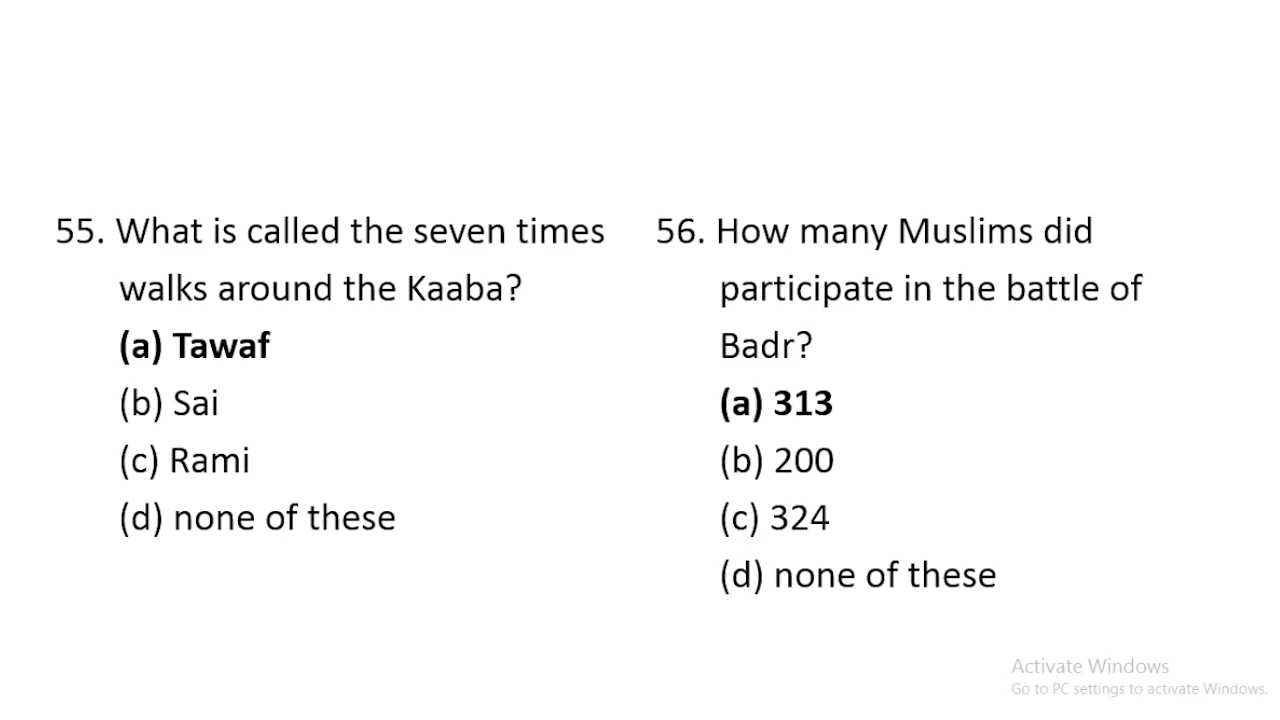 55. What is called the seven times
walks around the Kaaba?
(a) Tawaf
(b) Sai
(c) Rami
(d) none of these
56. How many Muslims did
participate in the battle of
Badr?
(a) 313
(b) 200
(c) 324
(d) none of these
Activate Windows
Go to PC settings to activate Windows.